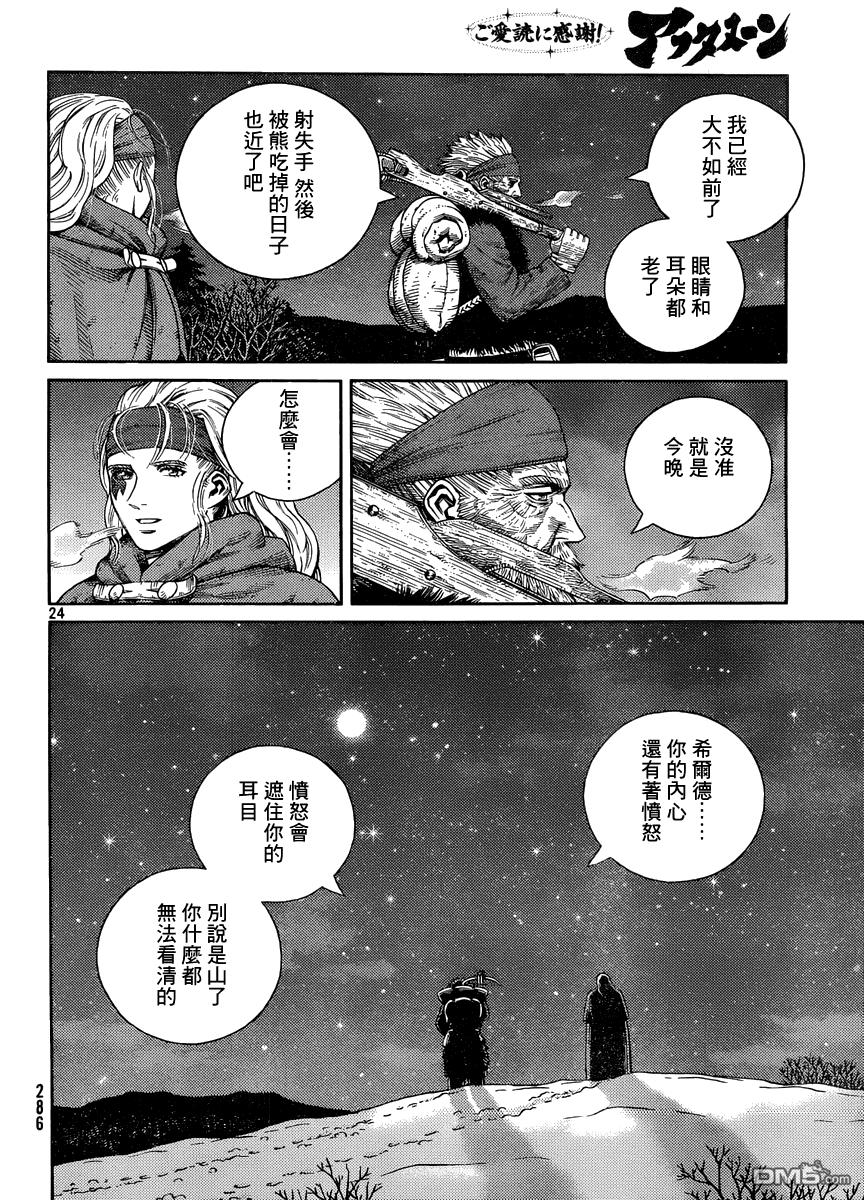 ご愛読に感謝!
アフタヌーン
我已經
大不如前了
眼睛和
耳朵都
老了
射失手 然後
被熊吃掉的日子
也近了吧
沒准
就是
今晚
怎麼會……
24
希爾德……
你的內心
還有著憤怒
憤怒會
遮住你的
耳目
別說是山了
你什麼都
無法看清的
286
DM5.com